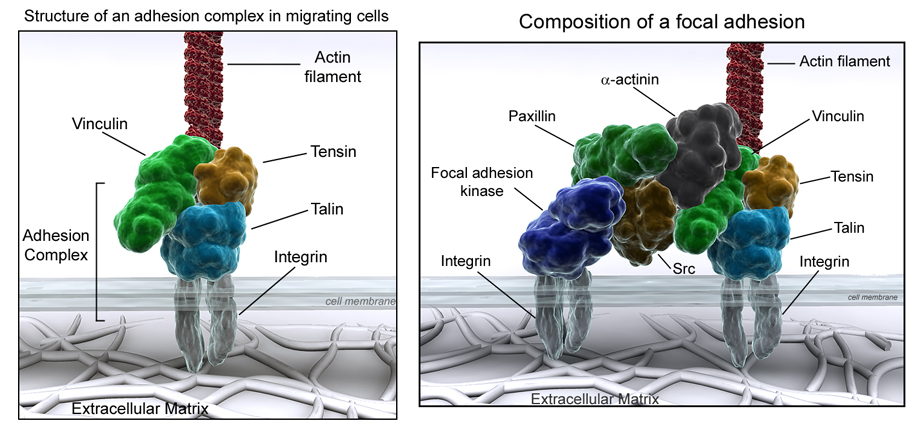 Structure of an adhesion complex in migrating cells
Actin
filament
Vinculin
Tensin
Talin
Adhesion
Complex
Integrin
cell membrane
Extracellular Matrix
Composition of a focal adhesion
Actin filament
α-actinin
Paxillin
Vinculin
Focal adhesion
kinase
Tensin
Talin
Integrin
Src
Integrin
cell membrane
Extracellular Matrix